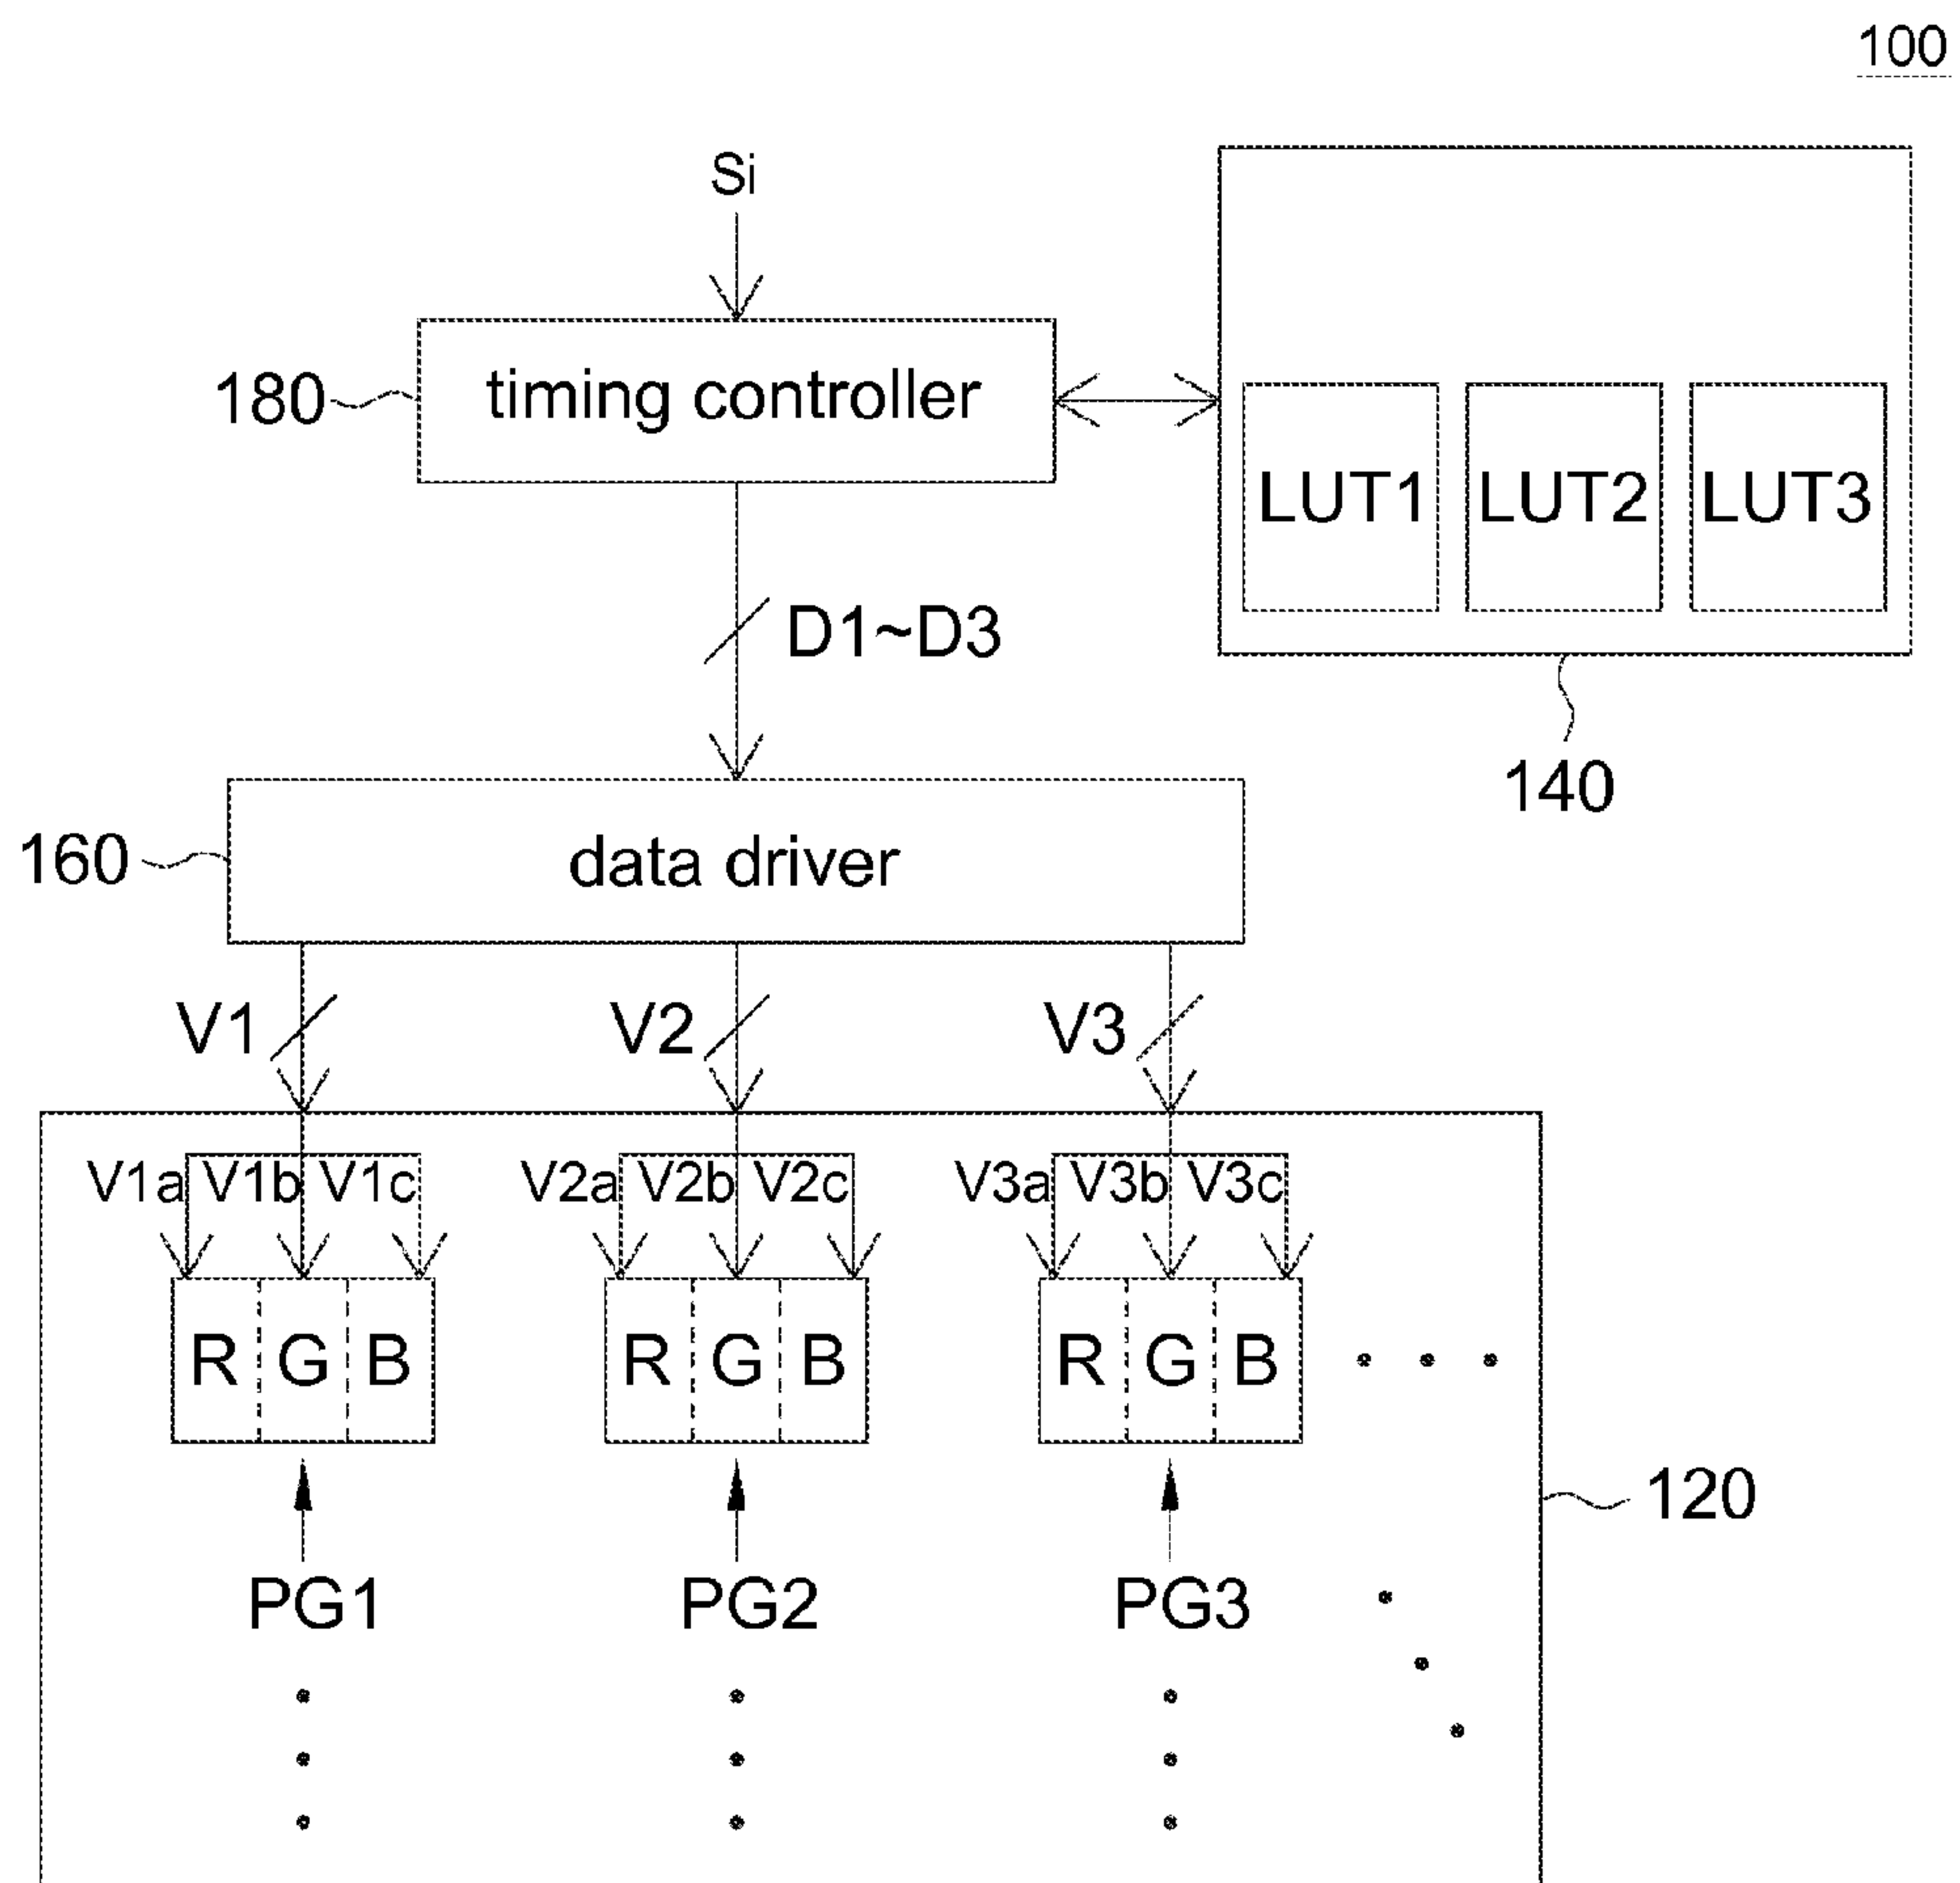 100
Si
180
timing controller
LUT1 LUT2 LUT3
D1~D3
140
160
data driver
V1 V2 V3
V1a V1b V1c V2a V2b V2c V3a V3b V3c
R G B R G B R G B
120
PG1 PG2 PG3